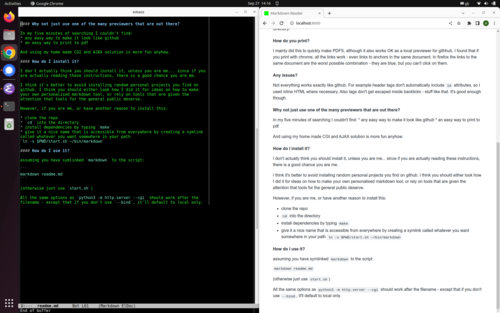 Activities
Google Chrome
Sep 21 14:16
emacs
#### Why not just use one of the many previewers that are out there?
In my five minutes of searching I couldn't find:
* any easy way to make it look like github
* an easy way to print to pdf
And using my home made CGI and AJAX solution is more fun anyhow.
#### How do I install it?
I don't actually think you should install it, unless you are me... since if you are
actually reading these instructions, there is a good chance you are me.
I think it's better to avoid installing random personal projects you find on
github. I think you should either look how I did it for ideas on how to make
your own personalised markdown tool, or rely on tools that are given the
attention that tools for the general public deserve.
However, if you are me, or have another reason to install this:
* clone the repo
* `cd` into the directory
* install dependencies by typing `make`
* give it a nice name that is accessible from everywhere by creating a symlink
called whatever you want somewhere in your path
`ln -s $PWD/start.sh ~/bin/markdown`
#### How do I use it?
assuming you have symlinked `markdown` to the script:
```
markdown readme.md
```
(otherwise just use `start.sh`)
All the same options as `python3 -m http.server --cgi` should work after the
filename - except that if you don't use `--bind`, it'll default to local only.
readme.md Bot L61 (Markdown ElDoc)
End of buffer
Markdown Reader
localhost:8000
How do you print?
I mainly did this to quickly make PDFS, although it also works OK as a local previewer for github. I found that if
you print with chrome, all the links work - even links to anchors in the same document. In firefox the links to the
same document are the worst possible combination - they are blue, but you can't click on them.
Any issues?
Not everything works exactly like github. For example header tags don't automatically include id attributes, so I
used inline HTML where necessary. Also tags don't get escaped inside backticks - stuff like that. It's good enough
though.
Why not just use one of the many previewers that are out there?
In my five minutes of searching I couldn't find: * any easy way to make it look like github * an easy way to print to
pdf
And using my home made CGI and AJAX solution is more fun anyhow.
How do I install it?
I don't actually think you should install it, unless you are me... since if you are actually reading these instructions,
there is a good chance you are me.
I think it's better to avoid installing random personal projects you find on github. I think you should either look how
I did it for ideas on how to make your own personalised markdown tool, or rely on tools that are given the
attention that tools for the general public deserve.
However, if you are me, or have another reason to install this:
clone the repo
cd into the directory
install dependencies by typing make
give it a nice name that is accessible from everywhere by creating a symlink called whatever you want
somewhere in your path ln -s $PWD/start.sh ~/bin/markdown
How do I use it?
assuming you have symlinked markdown to the script:
markdown readme.md
(otherwise just use start.sh)
All the same options as python3 -m http.server --cgi should work after the filename - except that if you don't
use --bind, it'll default to local only.